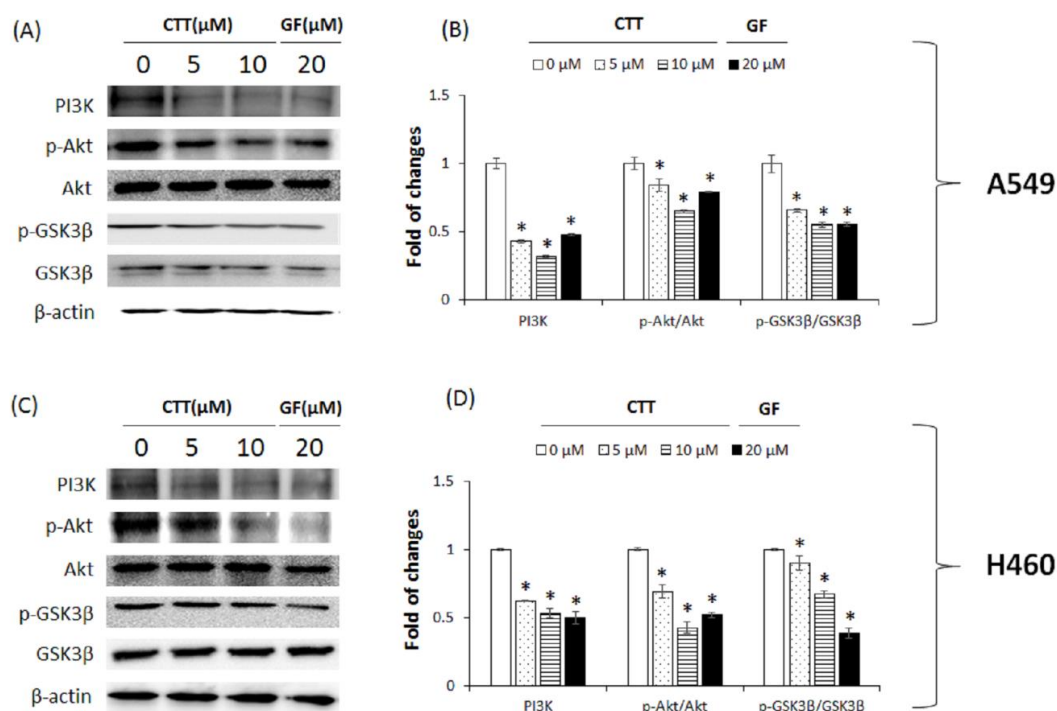 (A)
CTT(μM) GF(μM)
0 5 10 20
PI3K
p-Akt
Akt
p-GSK3β
GSK3β
β-actin
(B)
CTT GF
0 μM 5 μM 10 μM 20 μM
Fold of changes
1.5
1
0.5
0
* * * * * * * * *
PI3K p-Akt/Akt p-GSK3β/GSK3β
A549
(C)
CTT(μM) GF(μM)
0 5 10 20
PI3K
p-Akt
Akt
p-GSK3β
GSK3β
β-actin
(D)
CTT GF
0 μM 5 μM 10 μM 20 μM
Fold of changes
1.5
1
0.5
0
* * * * * * * * *
PI3K p-Akt/Akt p-GSK3β/GSK3β
H460